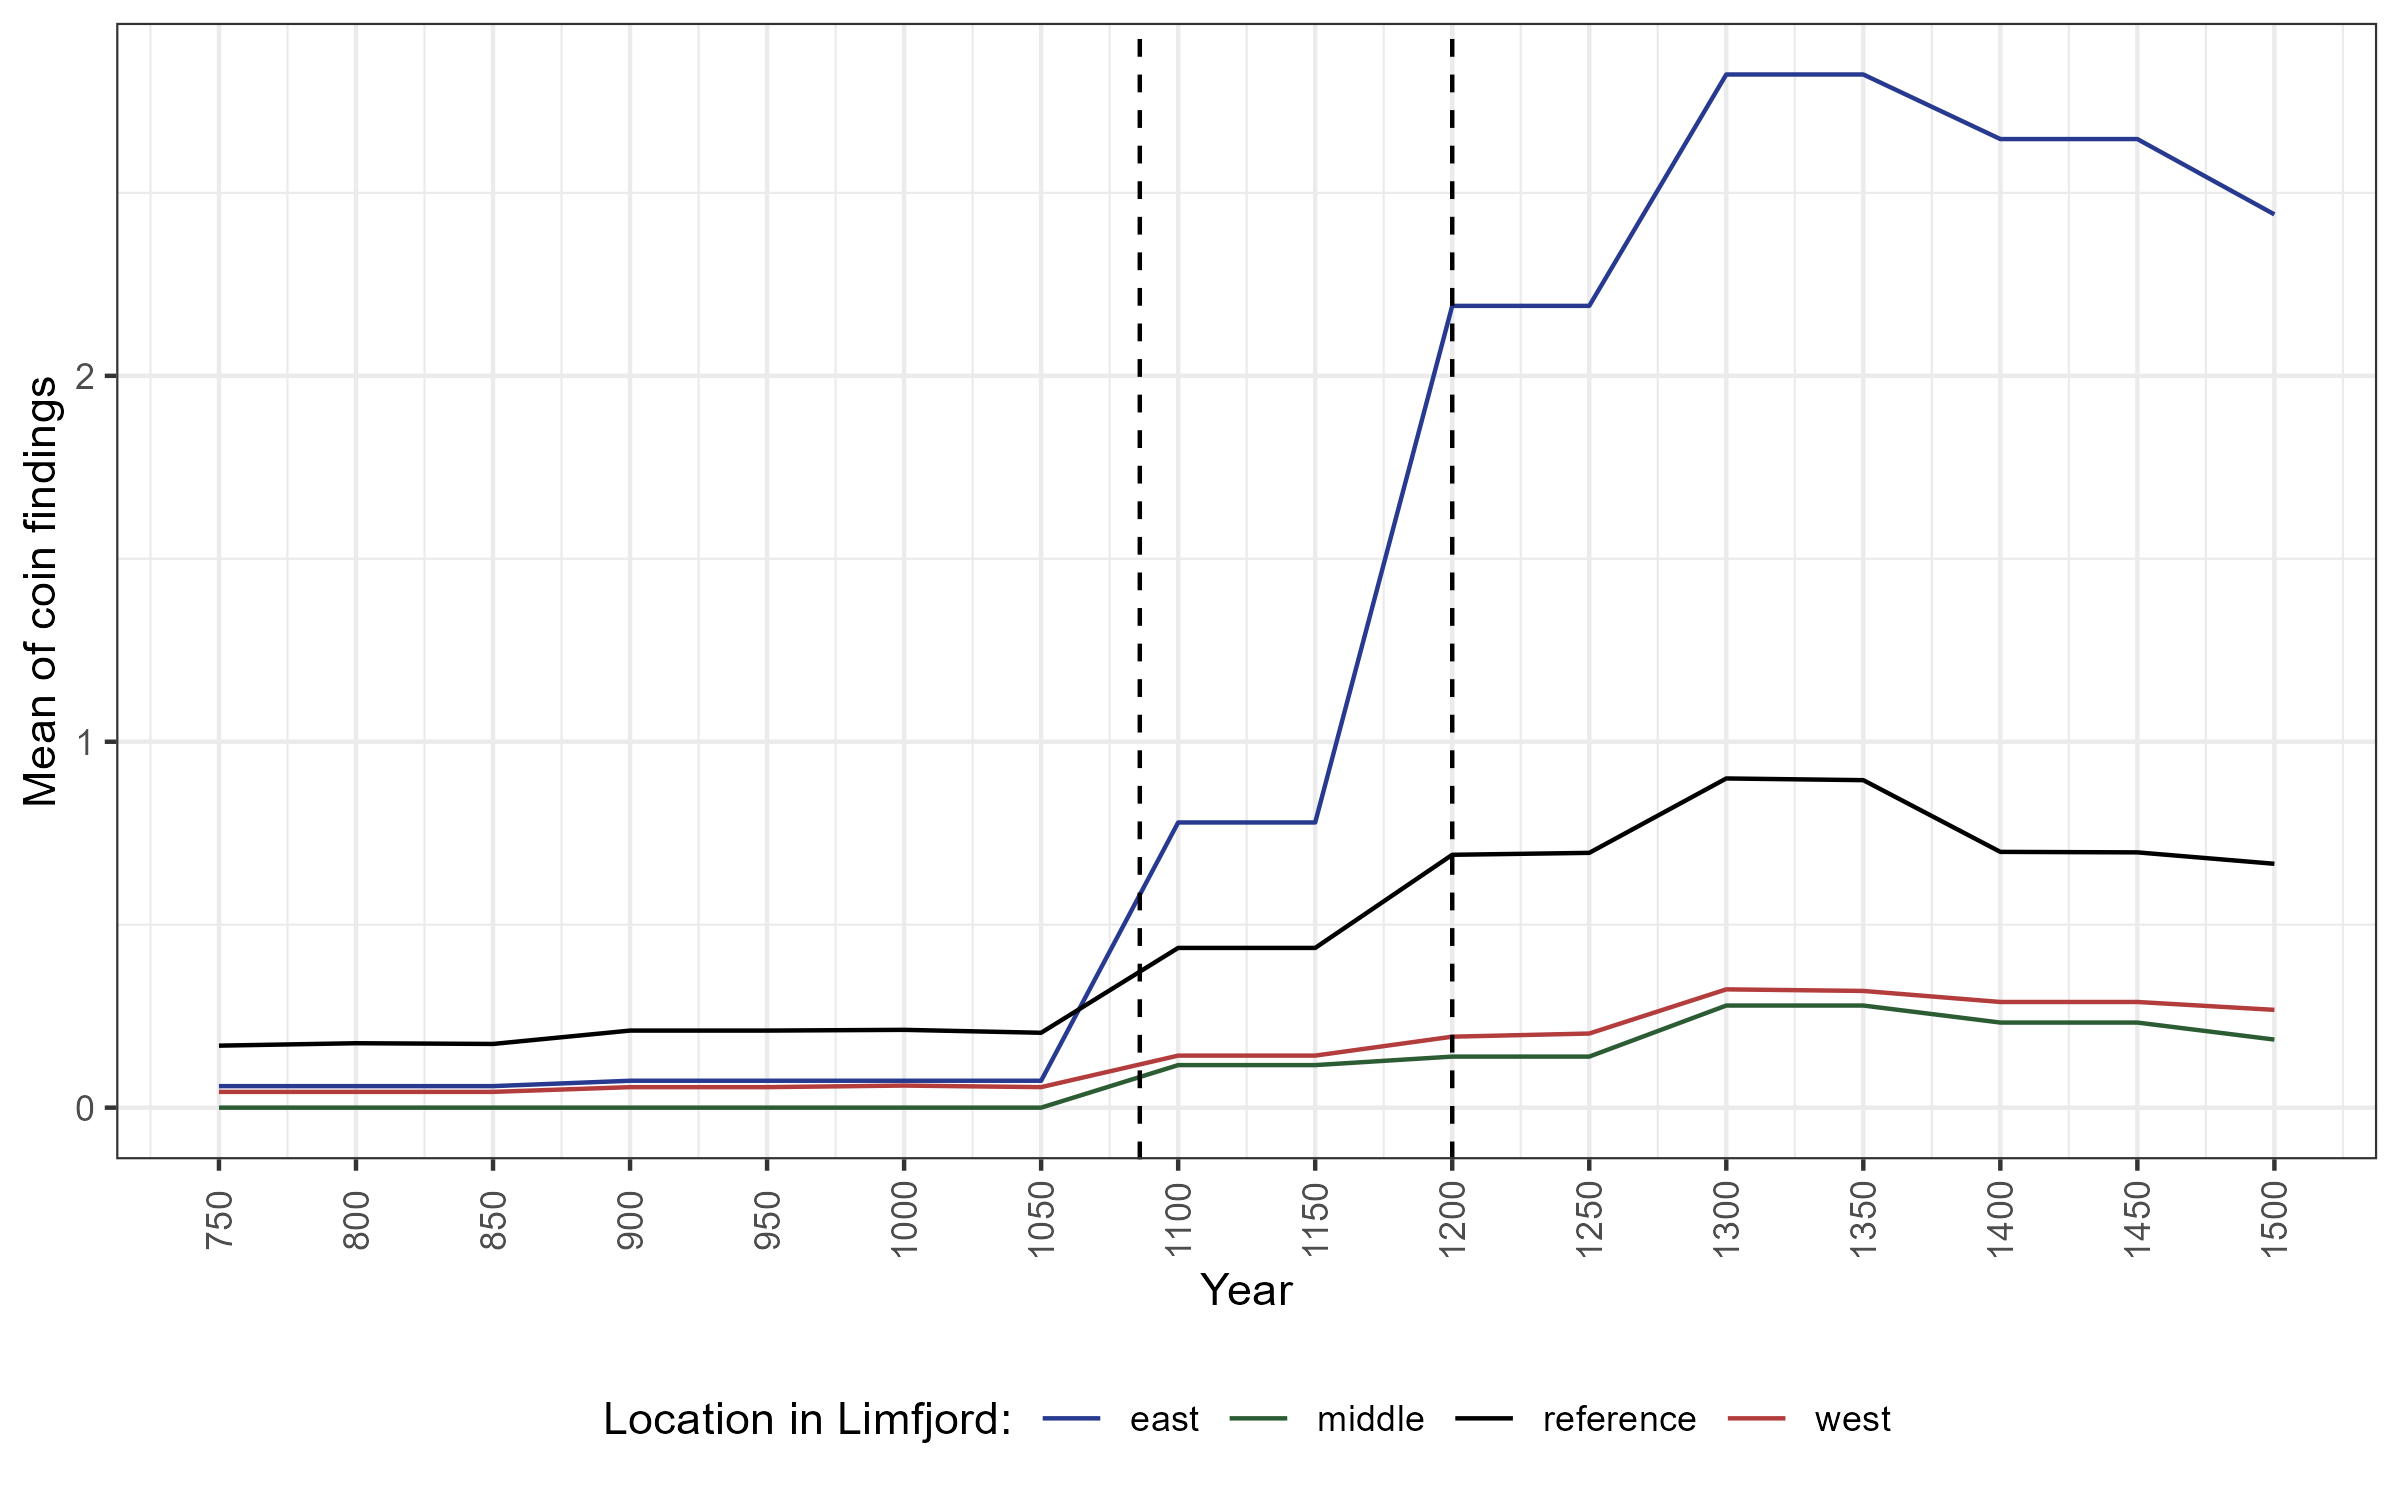 Mean of coin findings
2
1
0
750 800 850 900 950 1000 1050 1100 1150 1200 1250 1300 1350 1400 1450 1500
Year
Location in Limfjord: east middle reference west